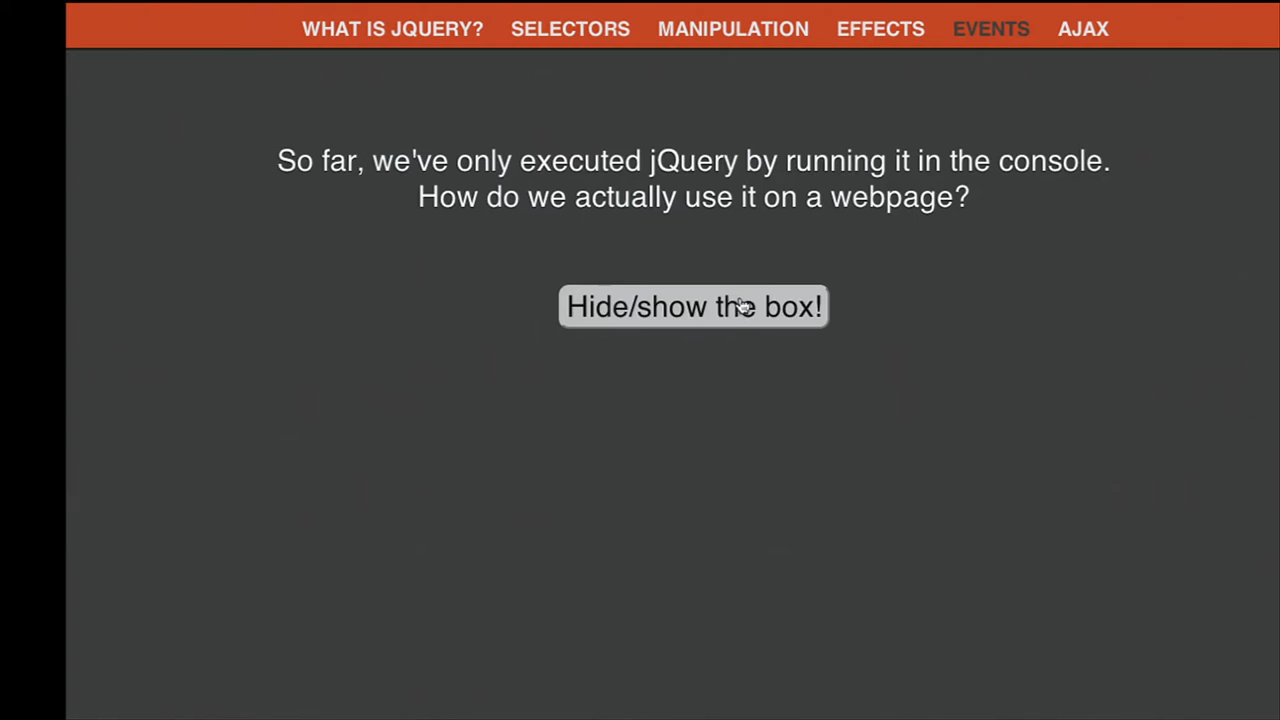 WHAT IS JQUERY? SELECTORS MANIPULATION EFFECTS EVENTS AJAX
So far, we've only executed jQuery by running it in the console.
How do we actually use it on a webpage?
Hide/show the box!